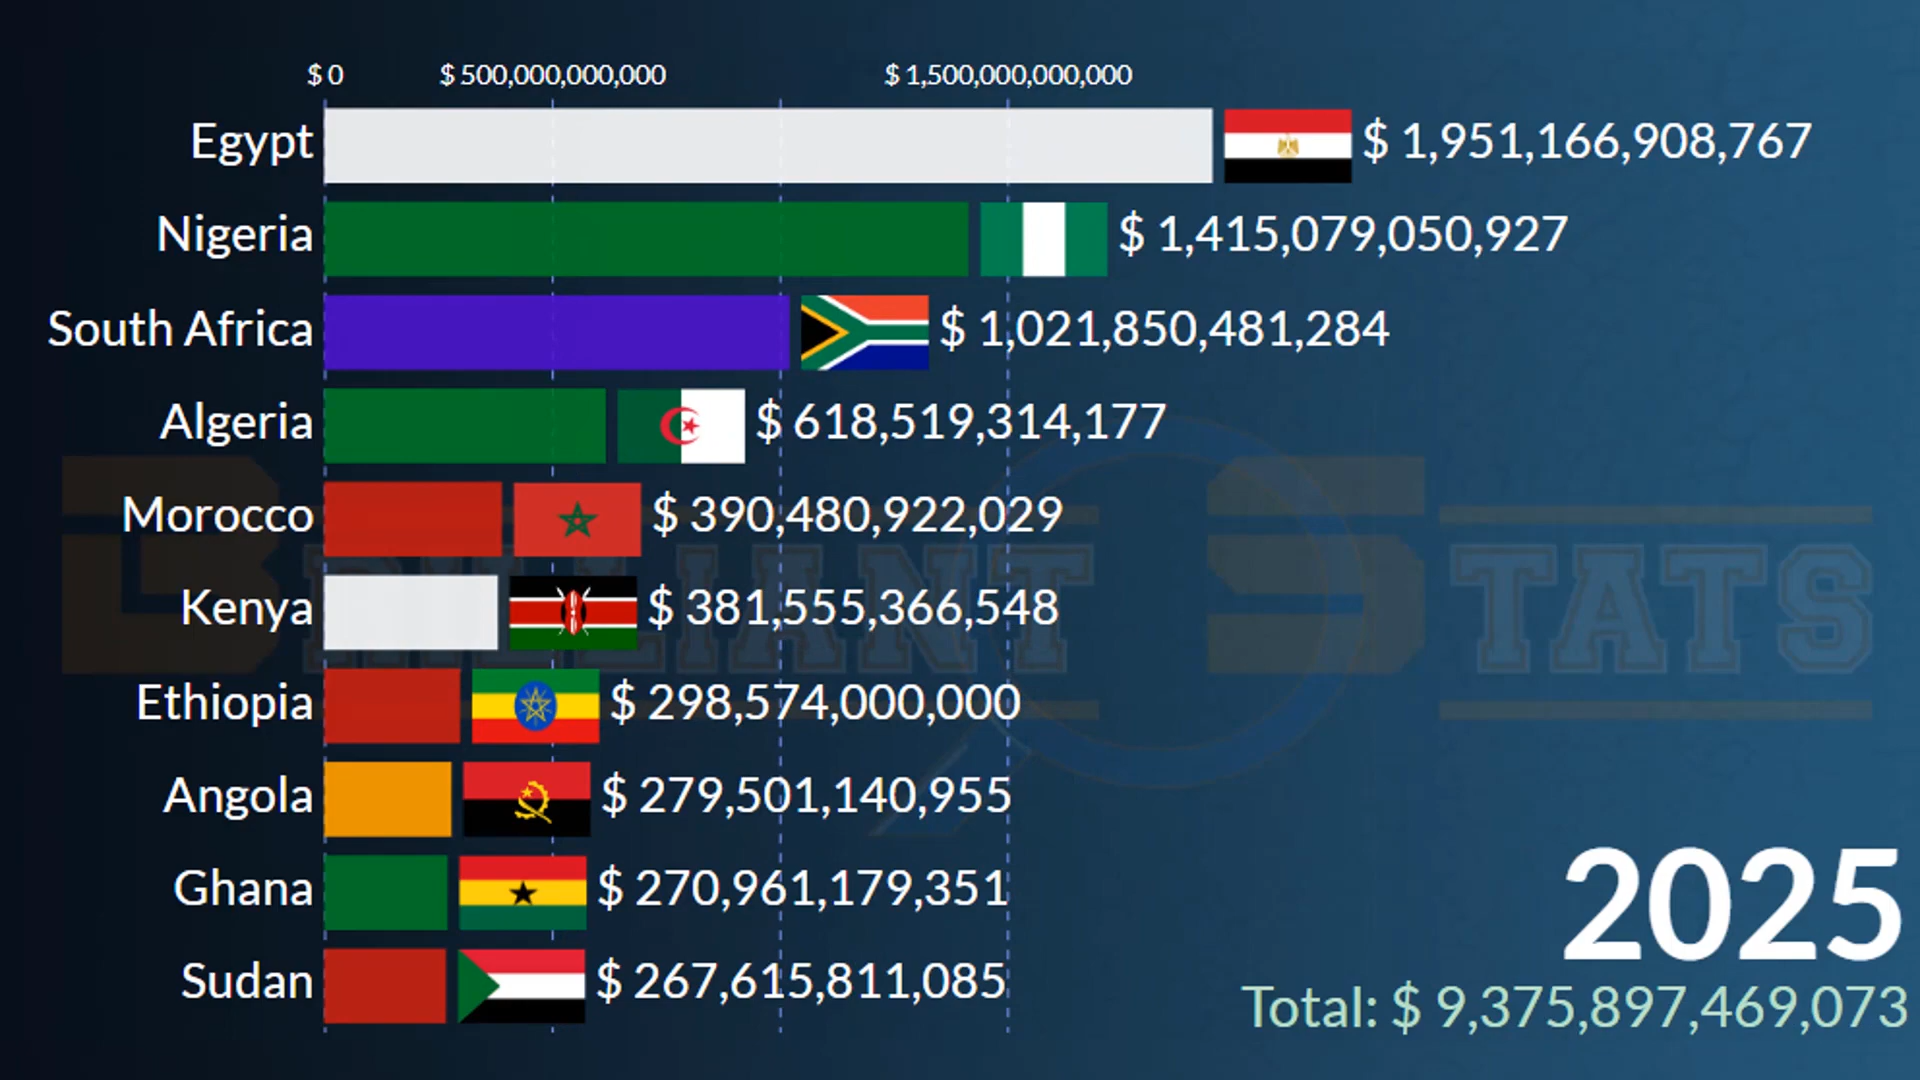 $ 0 $ 500,000,000,000 $ 1,500,000,000,000
Egypt $ 1,951,166,908,767
Nigeria $ 1,415,079,050,927
South Africa $ 1,021,850,481,284
Algeria $ 618,519,314,177
Morocco $ 390,480,922,029
Kenya $ 381,555,366,548
BRILLIANT STATS
Ethiopia $ 298,574,000,000
Angola $ 279,501,140,955
Ghana $ 270,961,179,351
2025
Sudan $ 267,615,811,085
Total: $ 9,375,897,469,073